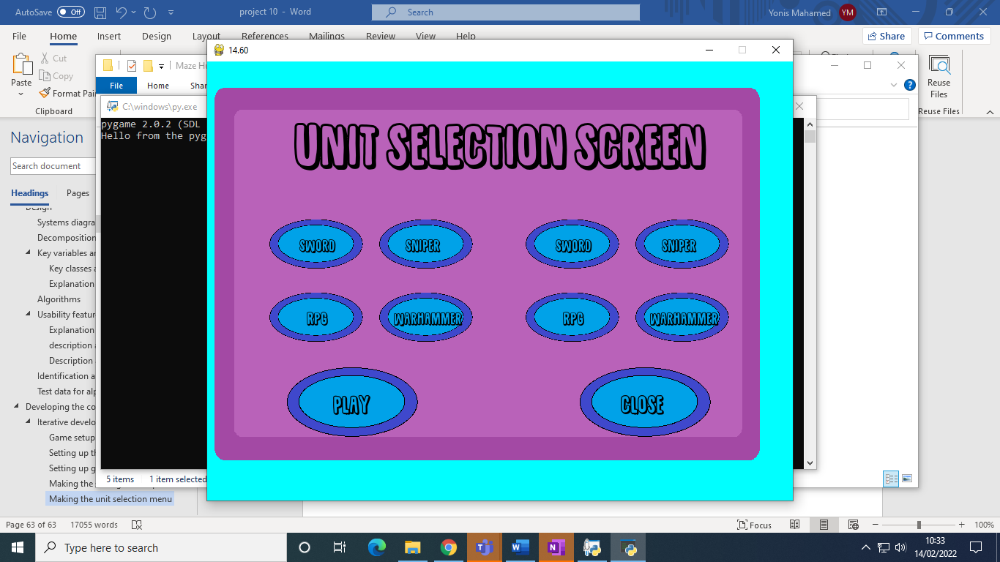 AutoSave Off project 10 - Word Search Yonis Mahamed YM
File Home Insert Design Layout References Mailings Review View Help Share Comments
Paste
Cut
Copy
Format Pai
Clipboard
Reuse
Files
Reuse Files
Maze Hu
File Home Shar
C:\windows\py.exe
pygame 2.0.2 (SDL
Hello from the pyg
14.60
UNIT SELECTION SCREEN
SWORD SNIPER SWORD SNIPER
RPG WARHAMMER RPG WARHAMMER
PLAY CLOSE
Navigation
Search document
Headings Pages
Design
Systems diagra
Decomposition
Key variables an
Key classes a
Explanation
Algorithms
Usability featur
Explanation
description a
Description
Identification a
Test data for alp
Developing the co
Iterative develo
Game setup
Setting up th
Setting up g
Making the
Making the unit selection menu
5 items 1 item selected
Page 63 of 63 17055 words Focus 100%
Type here to search
10:33
14/02/2022